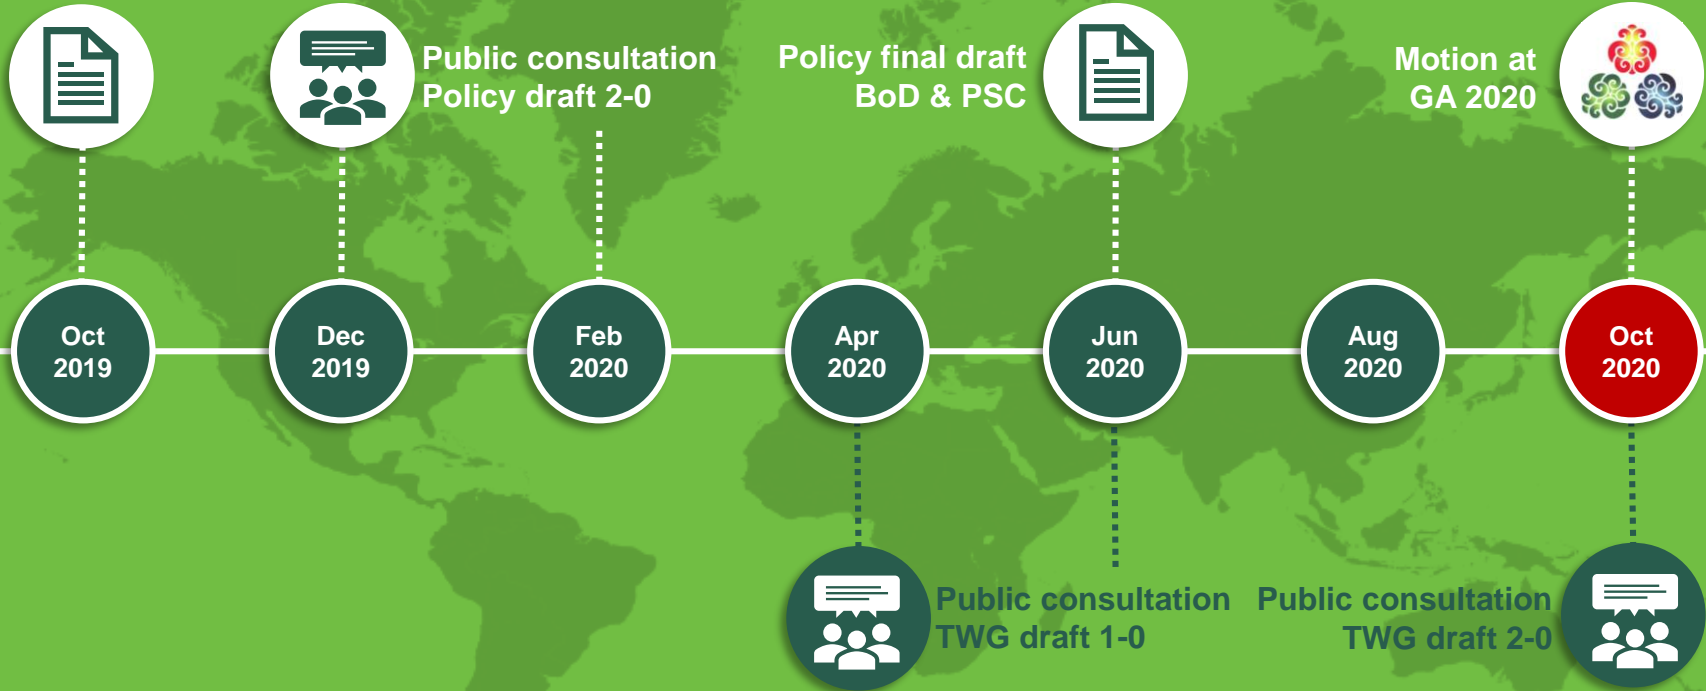 Public consultation
Policy draft 2-0
Policy final draft
BoD & PSC
Motion at
GA 2020
Oct
2019
Dec
2019
Feb
2020
Apr
2020
Jun
2020
Aug
2020
Oct
2020
Public consultation
TWG draft 1-0
Public consultation
TWG draft 2-0